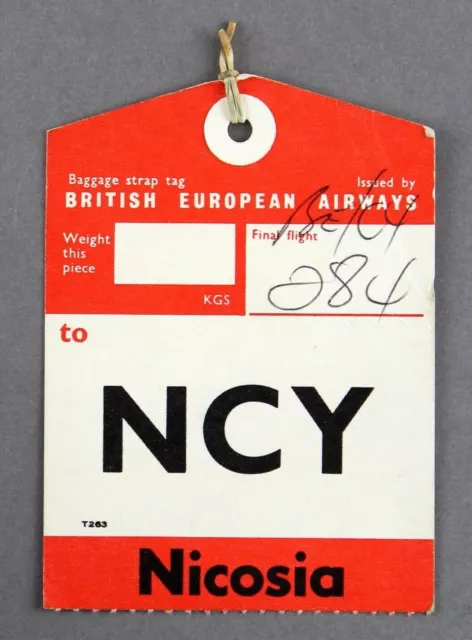 Baggage strap tag
Issued by
BRITISH EUROPEAN AIRWAYS
Weight this piece
KGS
Final flight
284
to
NCY
T263
Nicosia